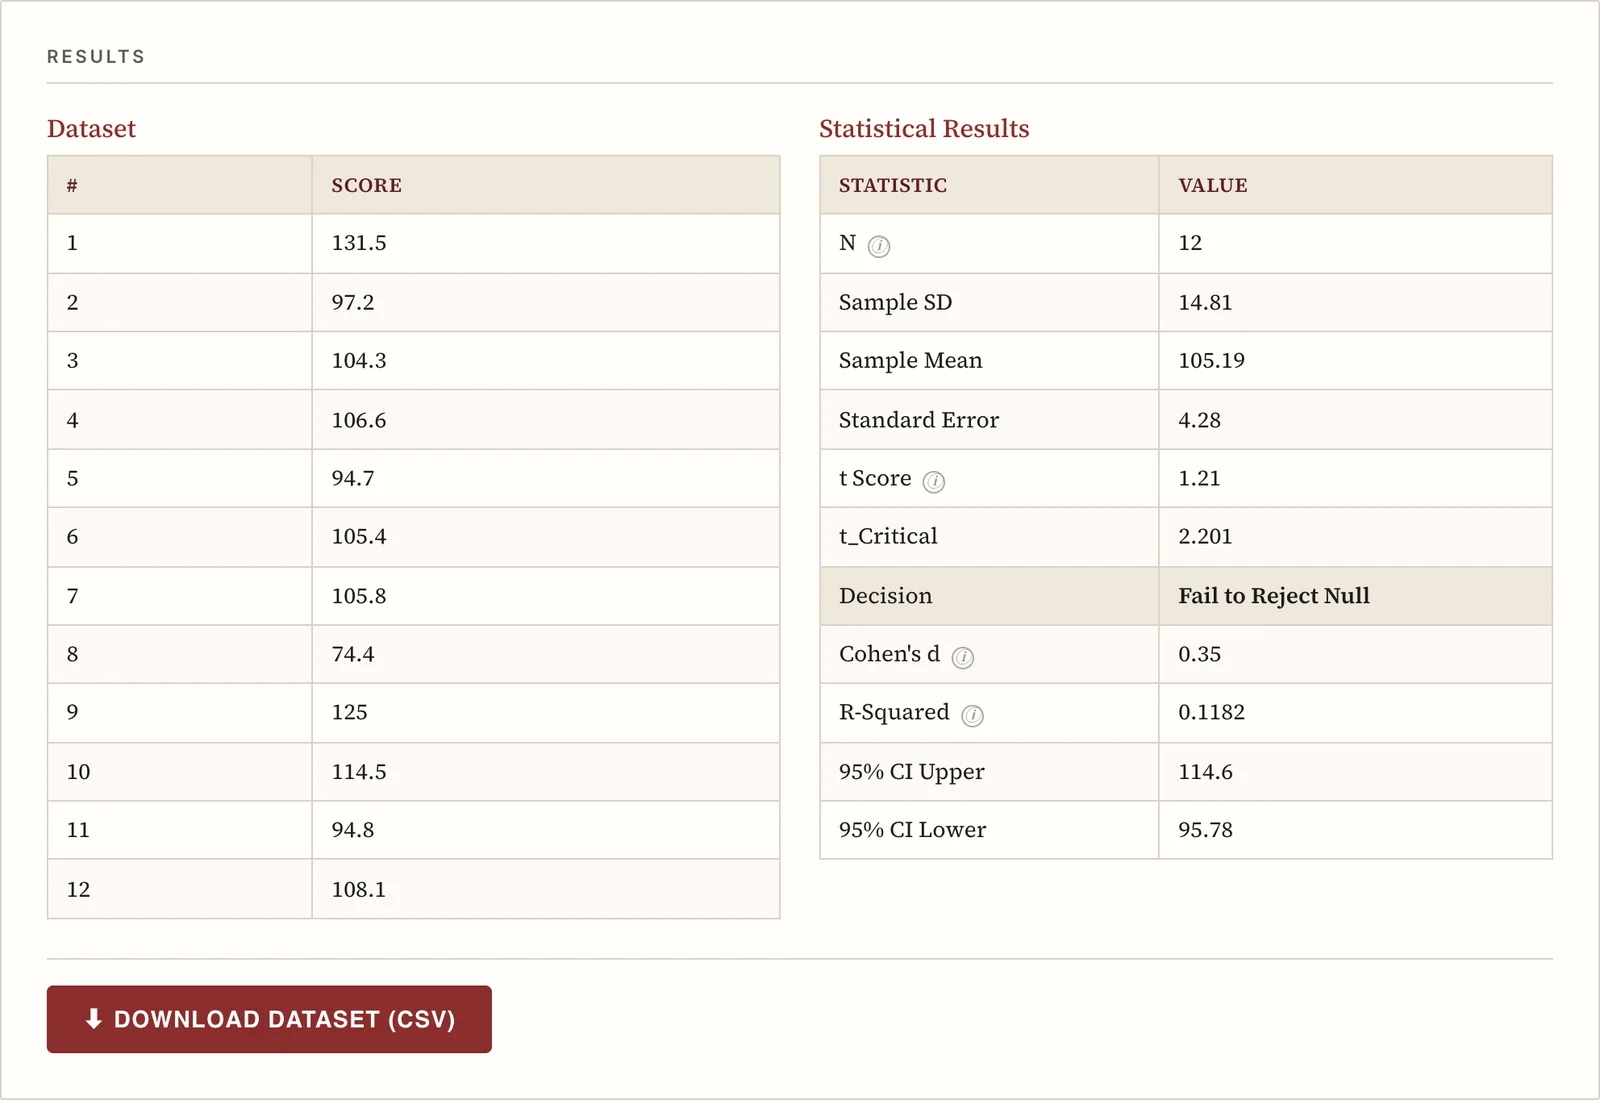 RESULTS
Dataset
# SCORE
1 131.5
2 97.2
3 104.3
4 106.6
5 94.7
6 105.4
7 105.8
8 74.4
9 125
10 114.5
11 94.8
12 108.1
Statistical Results
STATISTIC VALUE
N i 12
Sample SD 14.81
Sample Mean 105.19
Standard Error 4.28
t Score i 1.21
t_Critical 2.201
Decision Fail to Reject Null
Cohen's d i 0.35
R-Squared i 0.1182
95% CI Upper 114.6
95% CI Lower 95.78
⬇ DOWNLOAD DATASET (CSV)